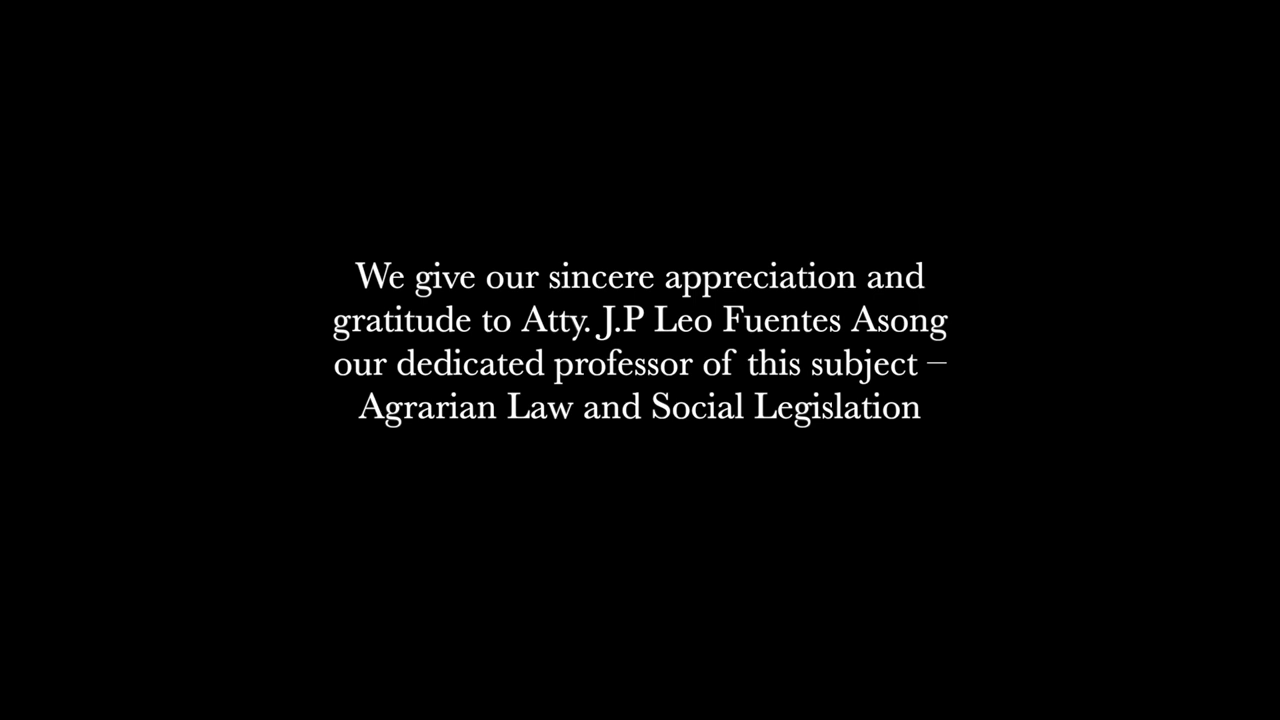 We give our sincere appreciation and
gratitude to Atty. J.P Leo Fuentes Asong
our dedicated professor of this subject –
Agrarian Law and Social Legislation